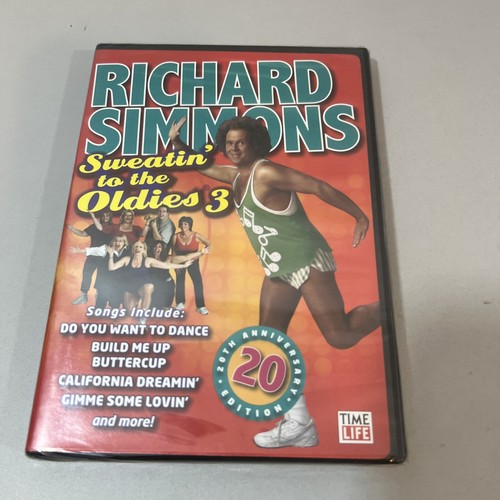 RICHARD
SIMMONS
Sweatin'
to the
Oldies 3
Songs Include:
DO YOU WANT TO DANCE
BUILD ME UP
BUTTERCUP
CALIFORNIA DREAMIN'
GIMME SOME LOVIN'
and more!
20TH ANNIVERSARY
20
EDITION
TIME
LIFE